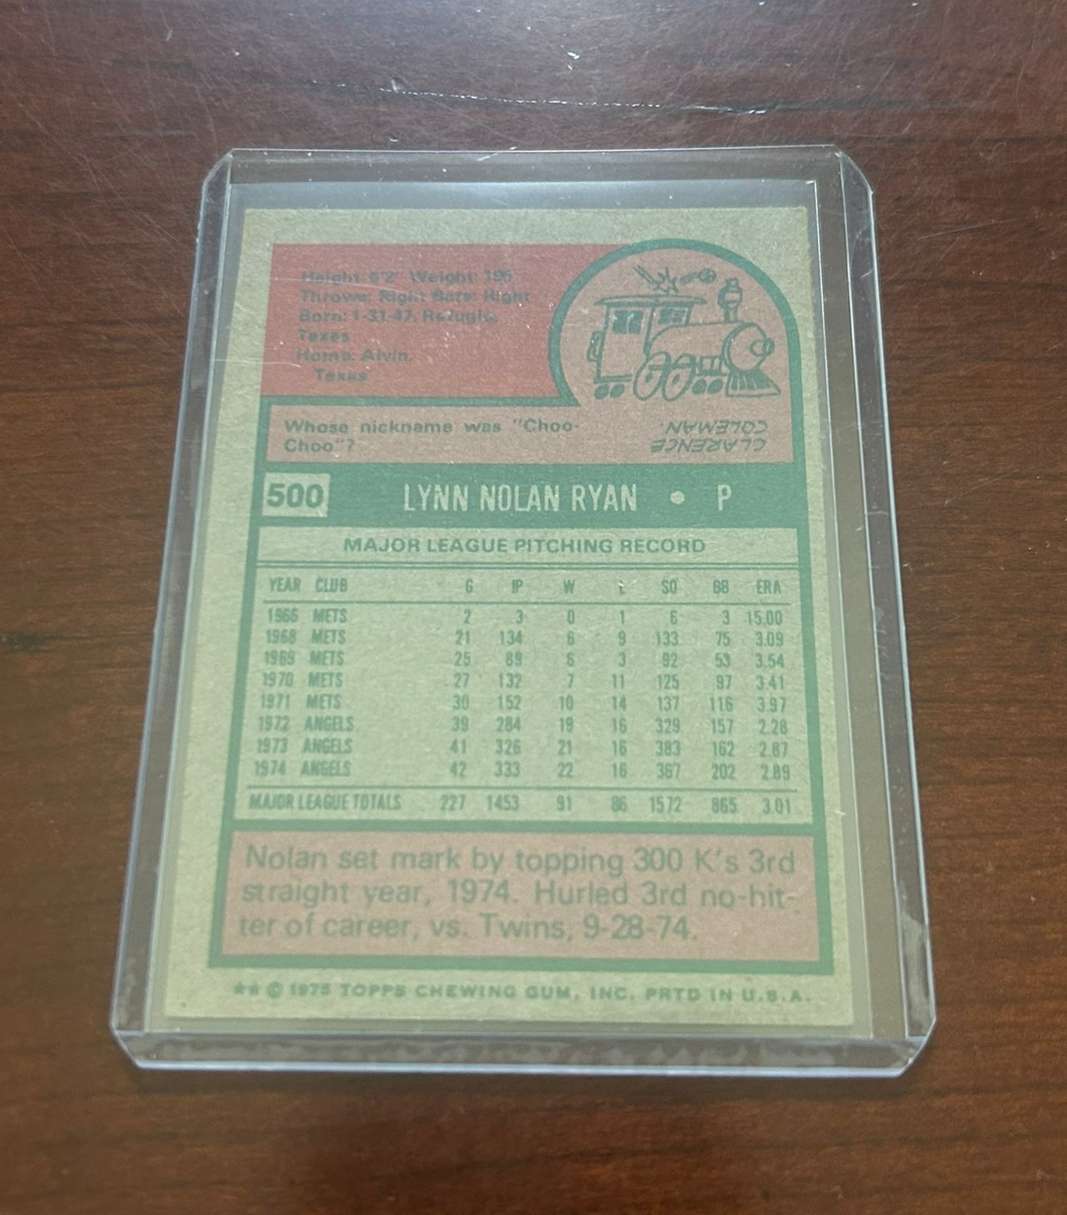 Height: 6'2" Weight: 195
Throws: Right Bats: Right
Born: 1-31-47, Refugio,
Texas
Home: Alvin,
Texas
Whose nickname was "Choo-
Choo"?
CLARENCE
COLEMAN.
500 LYNN NOLAN RYAN • P
MAJOR LEAGUE PITCHING RECORD
YEAR CLUB G IP W L SO BB ERA
1966 METS 2 3 0 1 6 3 15.00
1968 METS 21 134 6 9 133 75 3.09
1969 METS 25 89 6 3 92 53 3.54
1970 METS 27 132 7 11 125 97 3.41
1971 METS 30 152 10 14 137 116 3.97
1972 ANGELS 39 284 19 16 329 157 2.28
1973 ANGELS 41 326 21 16 383 162 2.87
1974 ANGELS 42 333 22 16 367 202 2.89
MAJOR LEAGUE TOTALS 227 1453 91 86 1572 865 3.01
Nolan set mark by topping 300 K's 3rd
straight year, 1974. Hurled 3rd no-hit-
ter of career, vs. Twins, 9-28-74.
** © 1975 TOPPS CHEWING GUM, INC. PRTD IN U.S.A.